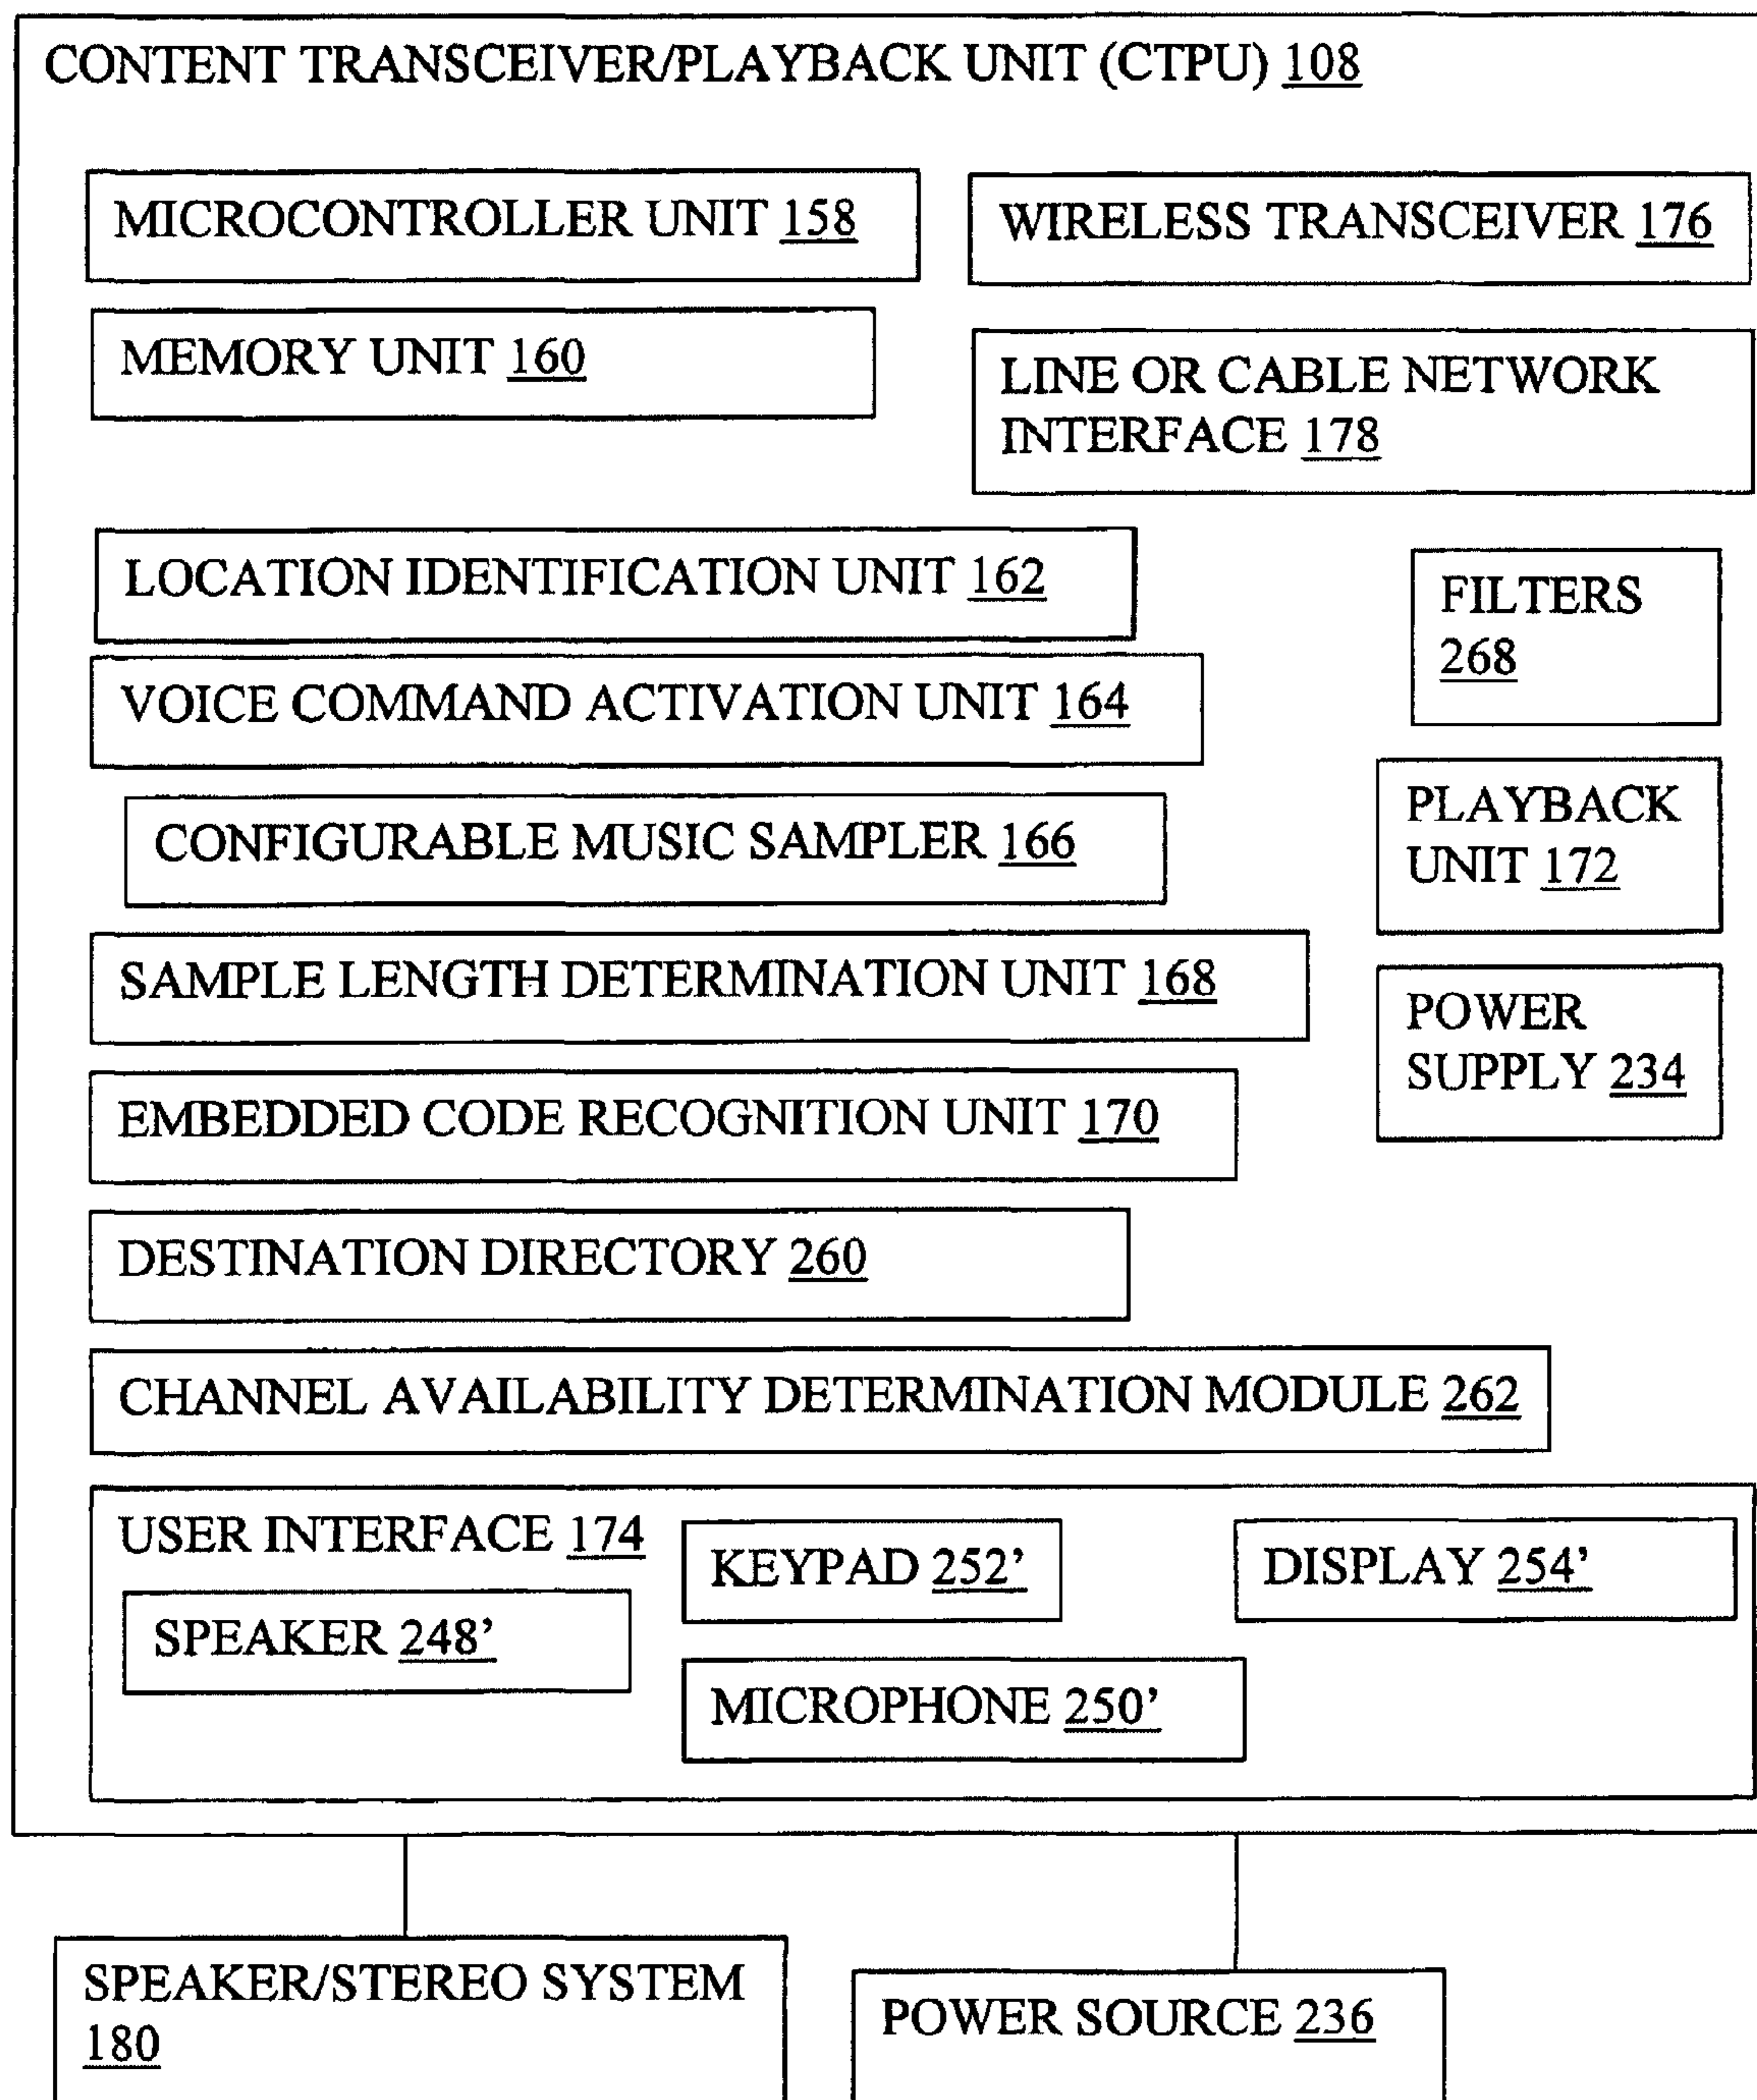 CONTENT TRANSCEIVER/PLAYBACK UNIT (CTPU) 108
MICROCONTROLLER UNIT 158
WIRELESS TRANSCEIVER 176
MEMORY UNIT 160
LINE OR CABLE NETWORK
INTERFACE 178
LOCATION IDENTIFICATION UNIT 162
FILTERS
268
VOICE COMMAND ACTIVATION UNIT 164
PLAYBACK
UNIT 172
CONFIGURABLE MUSIC SAMPLER 166
SAMPLE LENGTH DETERMINATION UNIT 168
POWER
SUPPLY 234
EMBEDDED CODE RECOGNITION UNIT 170
DESTINATION DIRECTORY 260
CHANNEL AVAILABILITY DETERMINATION MODULE 262
USER INTERFACE 174
KEYPAD 252’
DISPLAY 254’
SPEAKER 248’
MICROPHONE 250’
SPEAKER/STEREO SYSTEM
180
POWER SOURCE 236